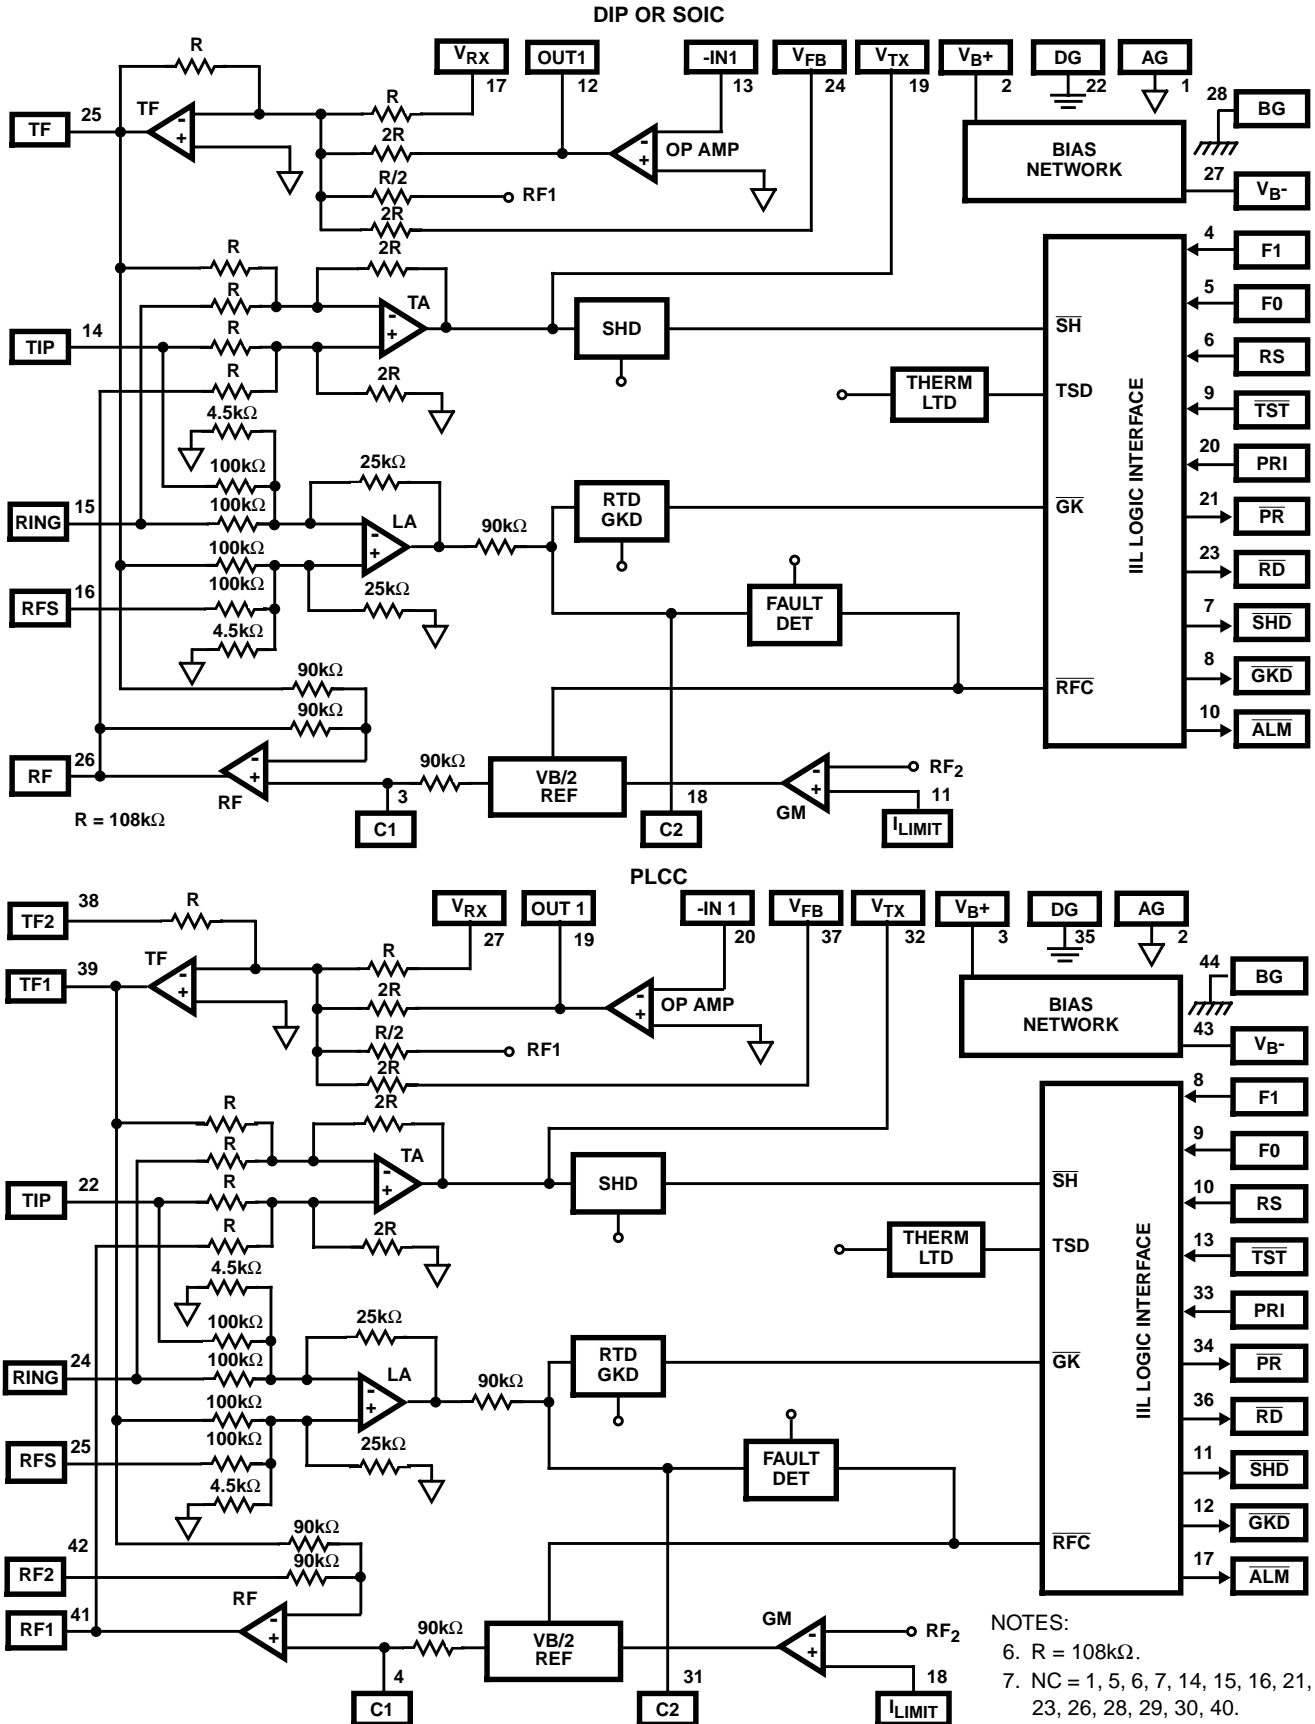 DIP OR SOIC
R
VRX
17
OUT1
12
-IN1
13
VFB
24
VTX
19
VB+
2
DG
22
AG
1
28
BG
TF
25
TF
-
+
R
2R
R/2
RF1
2R
-
+
OP AMP
BIAS
NETWORK
27
VB-
R
2R
R
TA
-
+
SHD
TIP
14
R
R
2R
4.5kΩ
100kΩ
25kΩ
RING
15
100kΩ
LA
-
+
90kΩ
RTD
GKD
THERM
LTD
100kΩ
RFS
16
100kΩ
25kΩ
4.5kΩ
FAULT
DET
90kΩ
90kΩ
RF
26
RF
-
+
90kΩ
3
C1
VB/2
REF
18
C2
GM
-
+
RF2
11
ILIMIT
R = 108kΩ
SH
TSD
GK
RFC
IIL LOGIC INTERFACE
4
F1
5
F0
6
RS
9
TST
20
PRI
21
PR
23
RD
7
SHD
8
GKD
10
ALM
PLCC
TF2
38
R
VRX
27
OUT 1
19
-IN 1
20
VFB
37
VTX
32
VB+
3
DG
35
AG
2
44
BG
TF1
39
TF
-
+
R
2R
R/2
RF1
2R
-
+
OP AMP
BIAS
NETWORK
43
VB-
R
2R
R
TA
-
+
SHD
TIP
22
R
R
2R
4.5kΩ
100kΩ
25kΩ
RING
24
100kΩ
LA
-
+
90kΩ
RTD
GKD
THERM
LTD
100kΩ
RFS
25
100kΩ
25kΩ
4.5kΩ
FAULT
DET
90kΩ
RF2
42
90kΩ
RF1
41
RF
-
+
90kΩ
4
C1
VB/2
REF
31
C2
GM
-
+
RF2
18
ILIMIT
SH
TSD
GK
RFC
IIL LOGIC INTERFACE
8
F1
9
F0
10
RS
13
TST
33
PRI
34
PR
36
RD
11
SHD
12
GKD
17
ALM
NOTES:
6. R = 108kΩ.
7. NC = 1, 5, 6, 7, 14, 15, 16, 21,
23, 26, 28, 29, 30, 40.